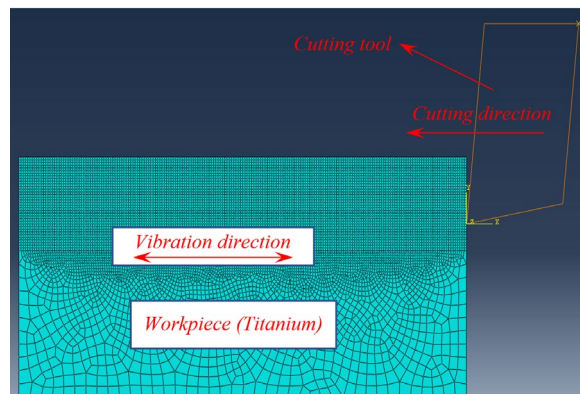 Cutting tool
Cutting direction
Y
Z X
Vibration direction
Workpiece (Titanium)